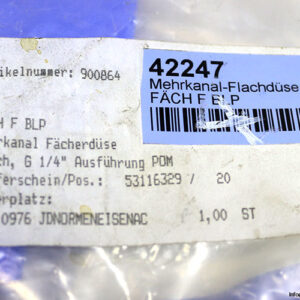 ikelnummer: 900864
H F BLP
rkanal Fächerdüse
ch, G 1/4" Ausführung POM
ferschein/Pos.: 53116329 / 20
erplatz:
0976 JDNORMENEISENAC 1,00 ST
42247
Mehrkanal-Flachdüse
FÄCH F BLP